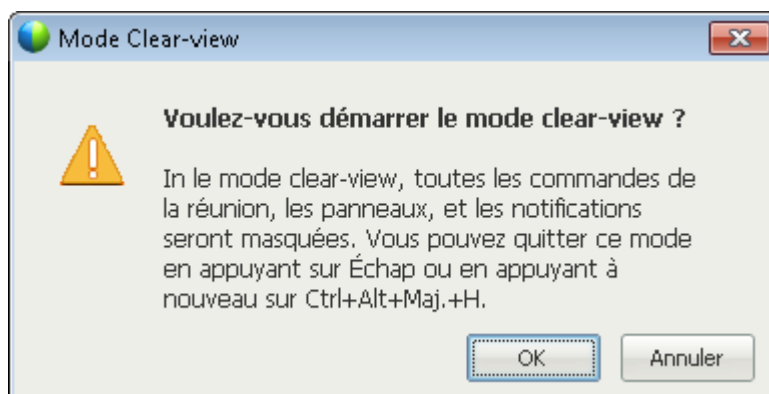 Mode Clear-view
Voulez-vous démarrer le mode clear-view ?
In le mode clear-view, toutes les commandes de
la réunion, les panneaux, et les notifications
seront masquées. Vous pouvez quitter ce mode
en appuyant sur Échap ou en appuyant à
nouveau sur Ctrl+Alt+Maj.+H.
OK
Annuler